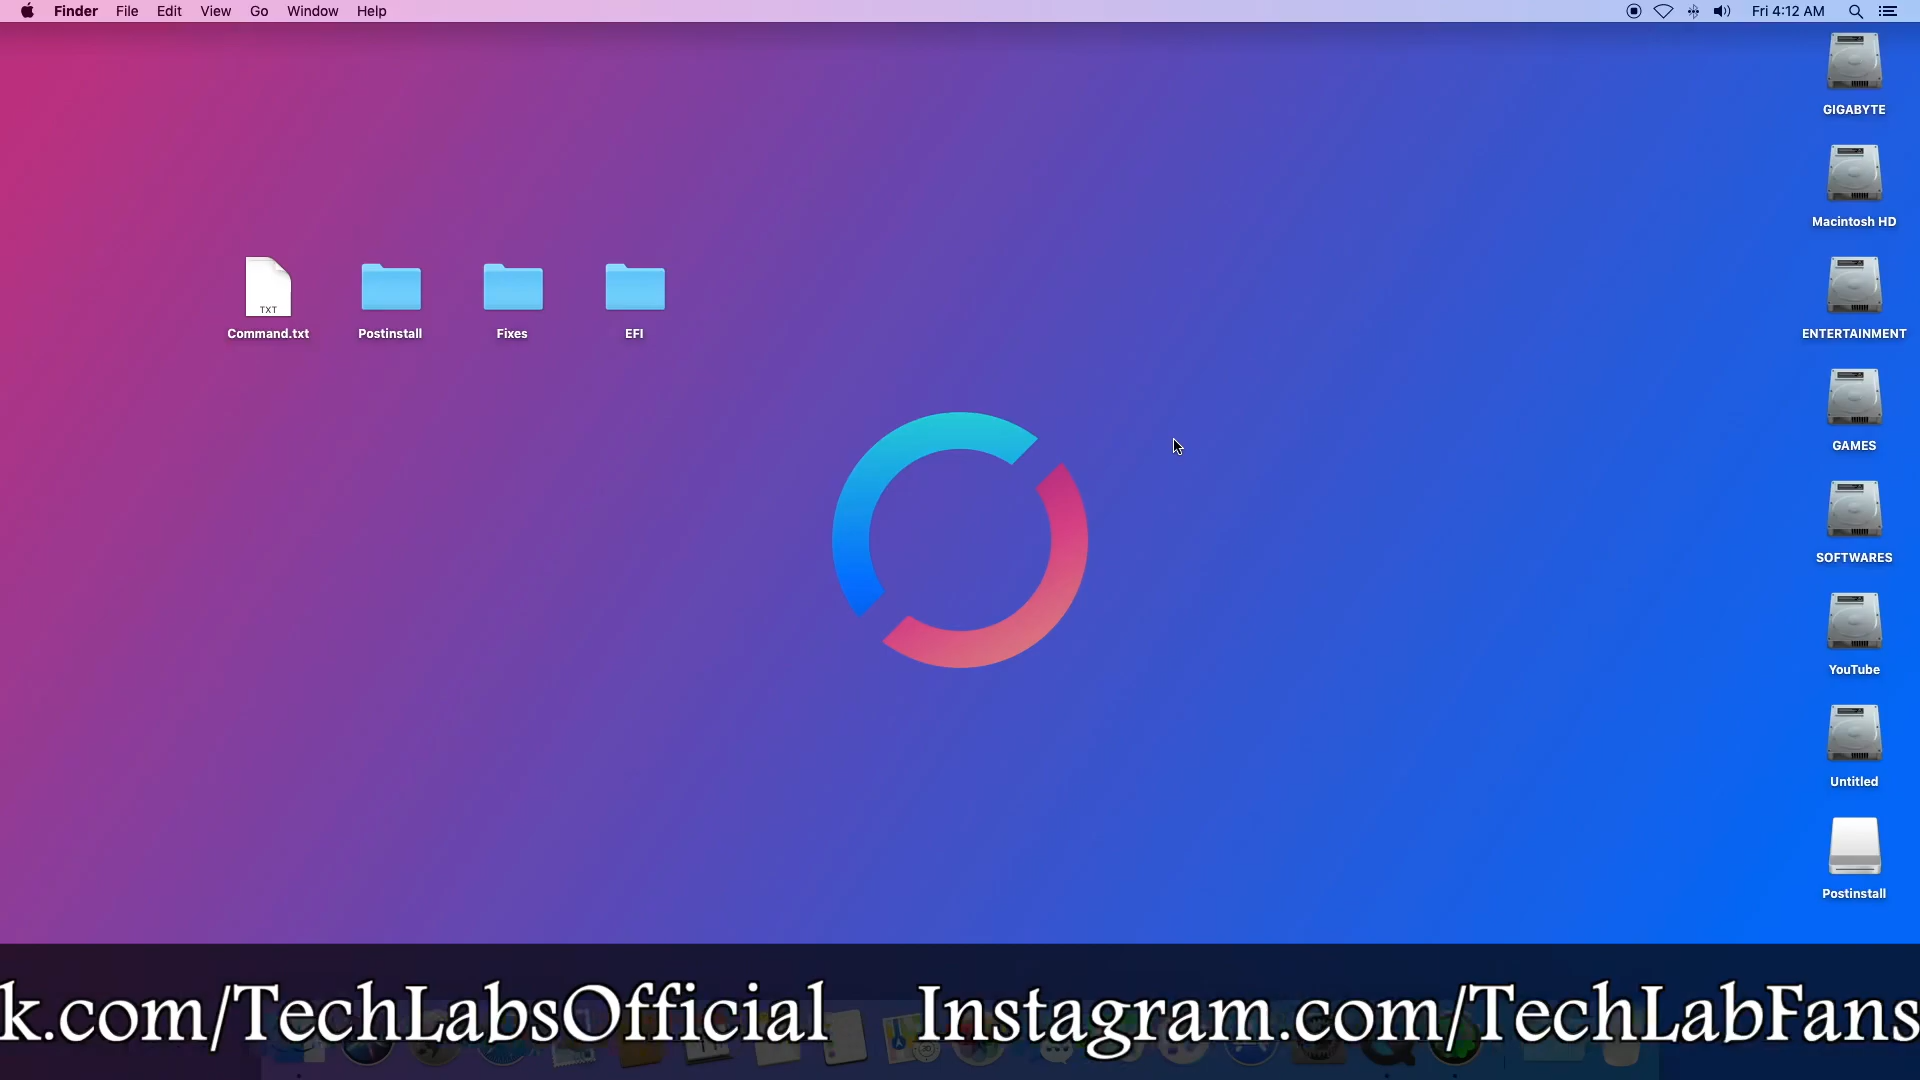 Finder File Edit View Go Window Help Fri 4:12 AM
GIGABYTE
Macintosh HD
TXT
Command.txt Postinstall Fixes EFI ENTERTAINMENT
GAMES
SOFTWARES
YouTube
Untitled
Postinstall
k.com/TechLabsOfficial Instagram.com/TechLabFans